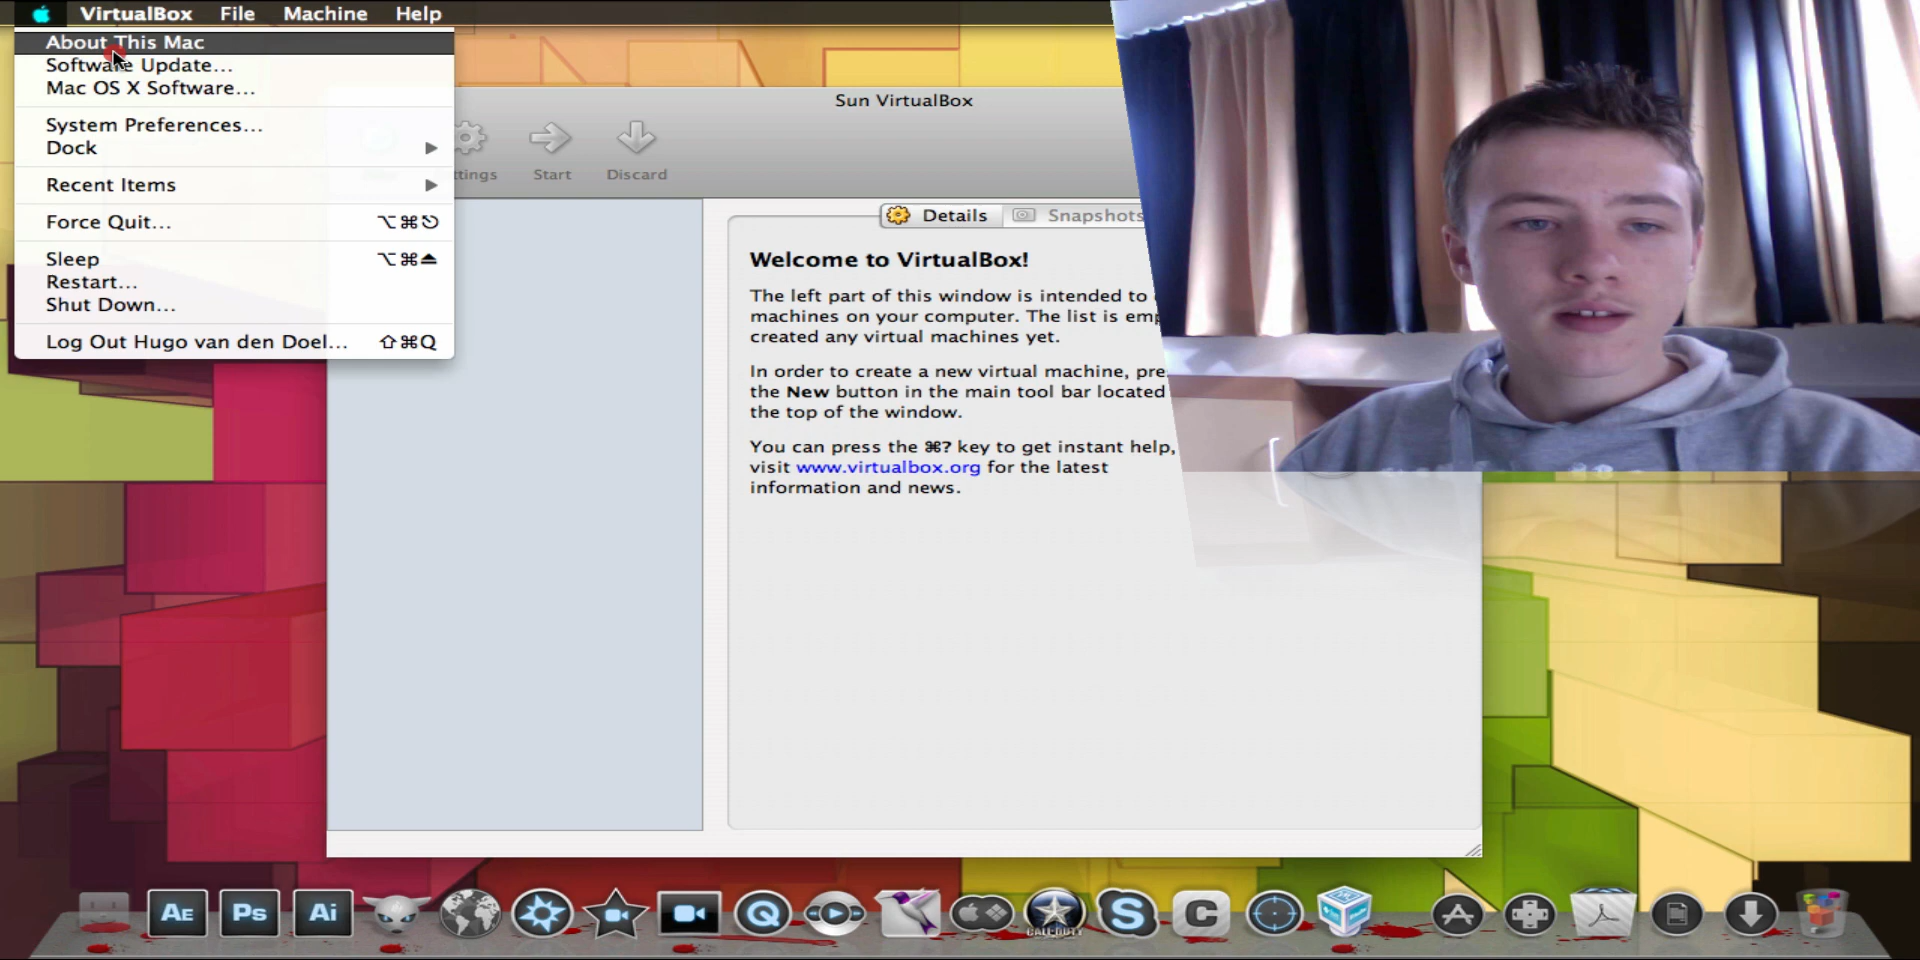 VirtualBox File Machine Help
About This Mac
Software Update...
Mac OS X Software...
System Preferences...
Dock
Recent Items
Force Quit... ⌥⌘⎋
Sleep ⌥⌘⏏
Restart...
Shut Down...
Log Out Hugo van den Doel... ⇧⌘Q
Sun VirtualBox
Start
Discard
Details
Snapshots
Welcome to VirtualBox!
The left part of this window is intended to
machines on your computer. The list is
created any virtual machines yet.
In order to create a new virtual machine,
the New button in the main tool bar located
the top of the window.
You can press the ⌘? key to get instant help,
visit www.virtualbox.org for the latest
information and news.
AE
Ps
Ai
Q
CALL OF DUTY
S
C